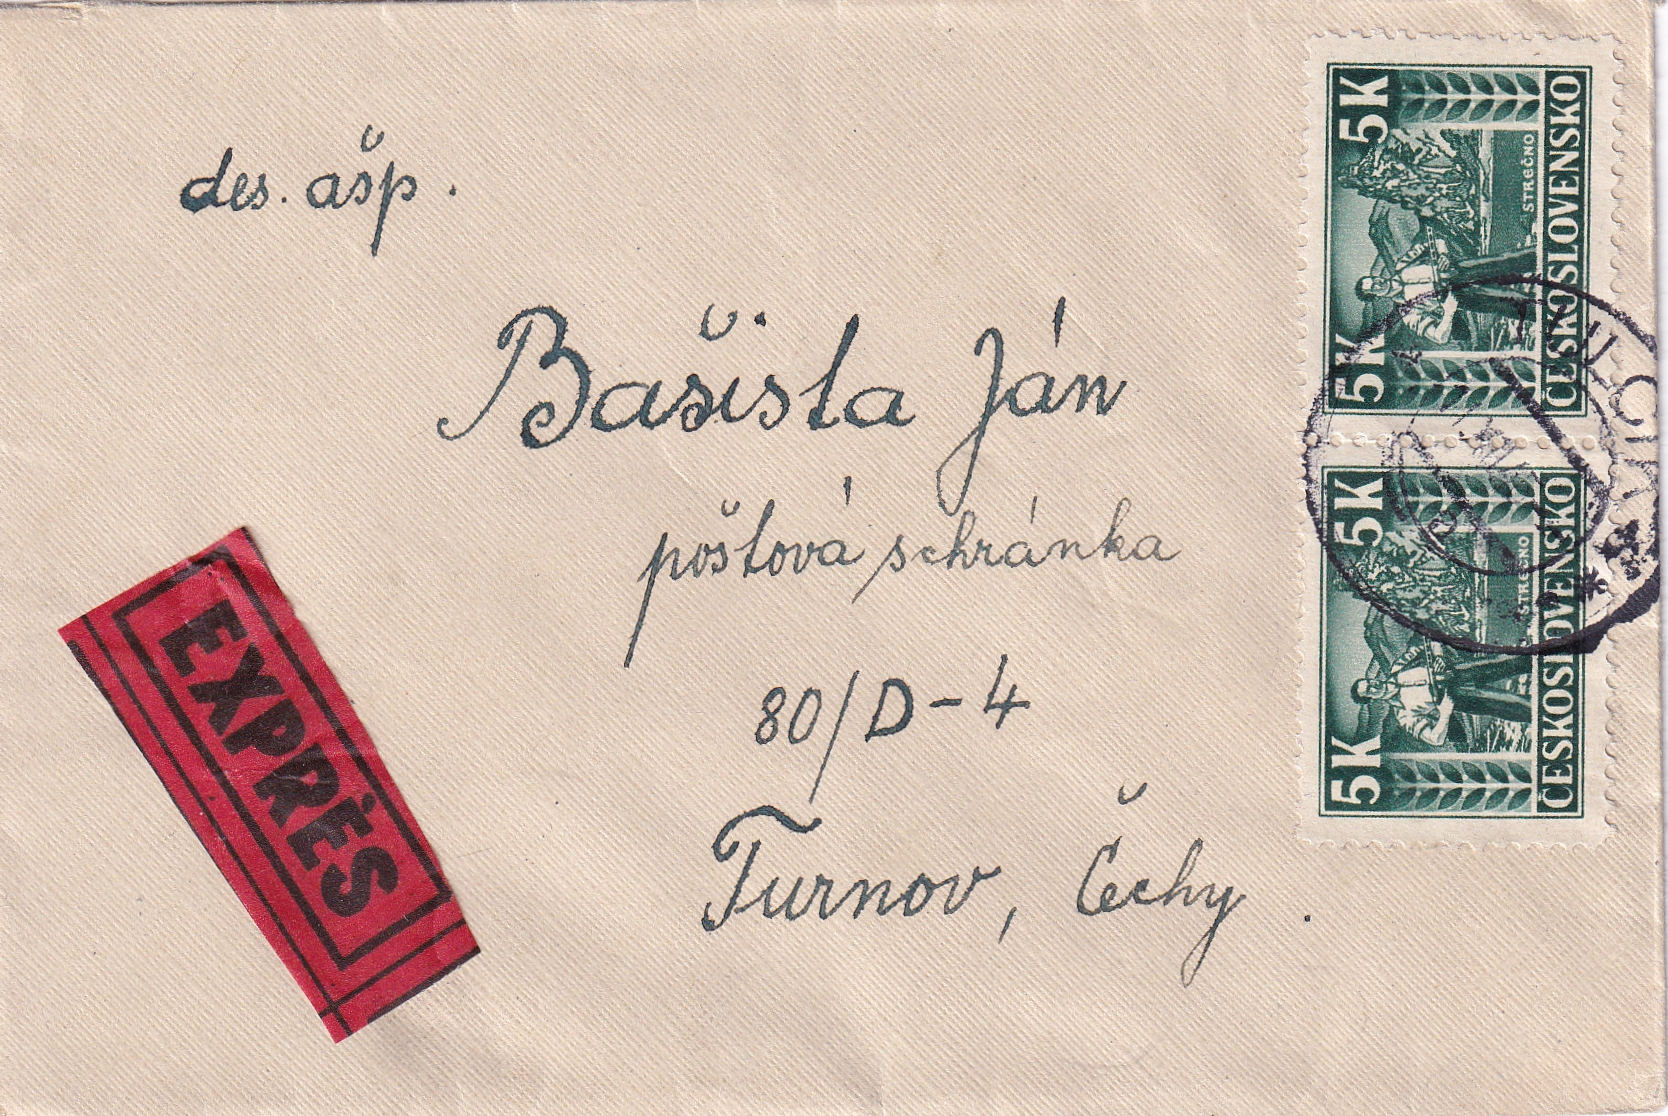 des. ašp.
Bašista Ján
poštová schránka
80/D-4
Turnov, Čechy.
EXPRÈS
5K 5K
STREČNO
ČESKOSLOVENSKO
5K 5K
STREČNO
ČESKOSLOVENSKO